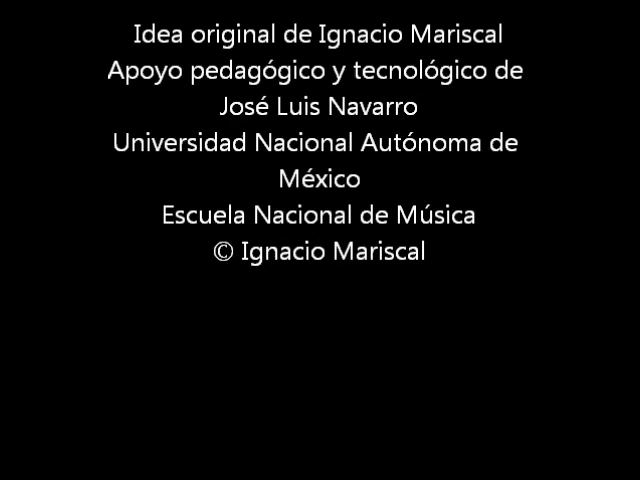 Idea original de Ignacio Mariscal
Apoyo pedagógico y tecnológico de
José Luis Navarro
Universidad Nacional Autónoma de
México
Escuela Nacional de Música
© Ignacio Mariscal